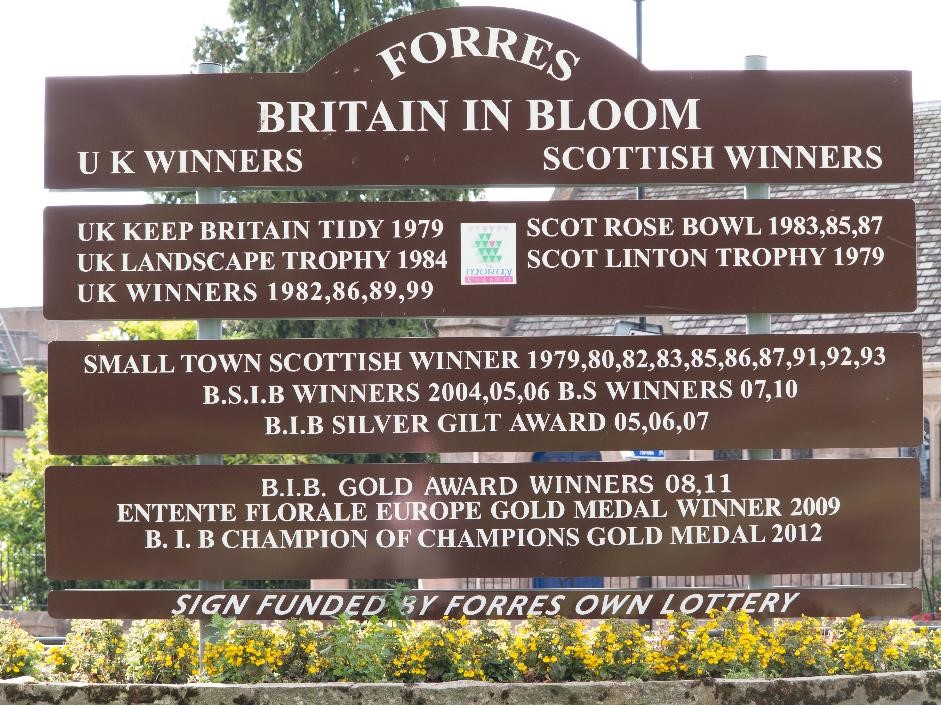 FORRES
BRITAIN IN BLOOM
U K WINNERS
SCOTTISH WINNERS
UK KEEP BRITAIN TIDY 1979
UK LANDSCAPE TROPHY 1984
UK WINNERS 1982,86,89,99
SCOT ROSE BOWL 1983,85,87
SCOT LINTON TROPHY 1979
SMALL TOWN SCOTTISH WINNER 1979,80,82,83,85,86,87,91,92,93
B.S.I.B WINNERS 2004,05,06 B.S WINNERS 07,10
B.I.B SILVER GILT AWARD 05,06,07
B.I.B. GOLD AWARD WINNERS 08,11
ENTENTE FLORALE EUROPE GOLD MEDAL WINNER 2009
B. I. B CHAMPION OF CHAMPIONS GOLD MEDAL 2012
SIGN FUNDED BY FORRES OWN LOTTERY